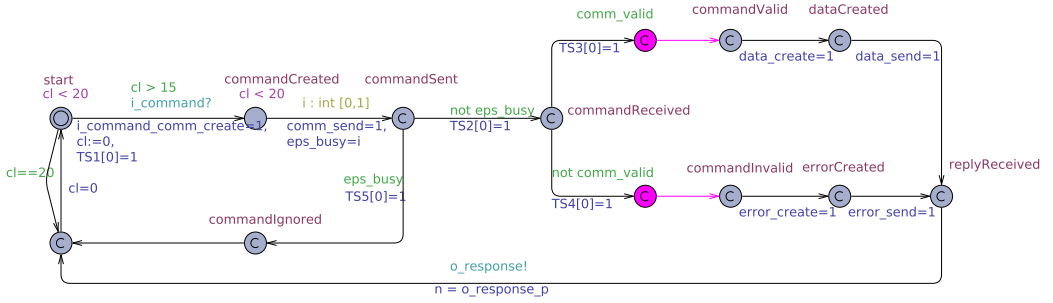 start
cl < 20
cl > 15
i_command?
i_command_comm_create=1,
cl:=0,
TS1[0]=1
commandCreated
cl < 20
i : int [0,1]
comm_send=1,
eps_busy=i
commandSent
C
not eps_busy
TS2[0]=1
C
commandReceived
comm_valid
TS3[0]=1
C
commandValid
C
data_create=1
dataCreated
C
data_send=1
not comm_valid
TS4[0]=1
C
commandInvalid
C
error_create=1
errorCreated
C
error_send=1
replyReceived
C
eps_busy
TS5[0]=1
commandIgnored
C
cl==20
cl=0
C
o_response!
n = o_response_p